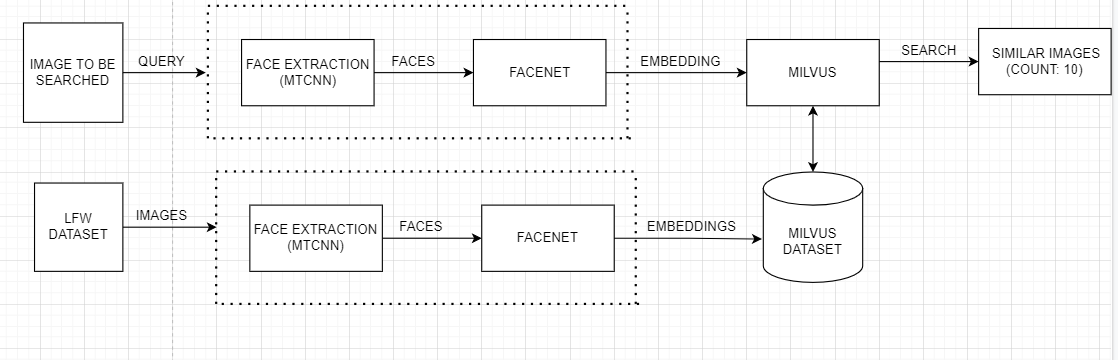 IMAGE TO BE
SEARCHED
QUERY
FACE EXTRACTION
(MTCNN)
FACES
FACENET
EMBEDDING
MILVUS
SEARCH
SIMILAR IMAGES
(COUNT: 10)
LFW
DATASET
IMAGES
FACE EXTRACTION
(MTCNN)
FACES
FACENET
EMBEDDINGS
MILVUS
DATASET